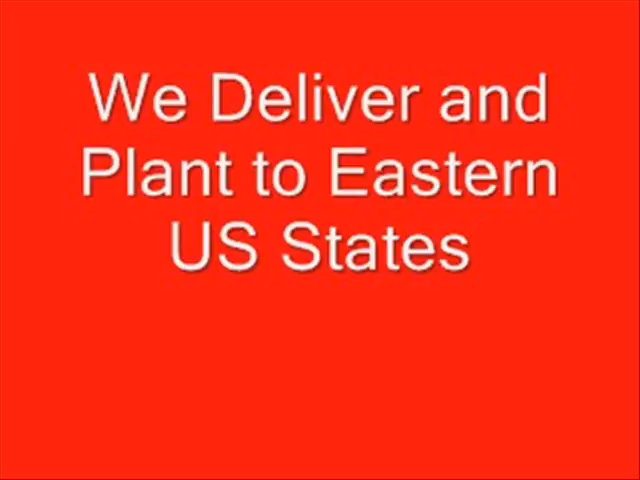 We Deliver and
Plant to Eastern
US States